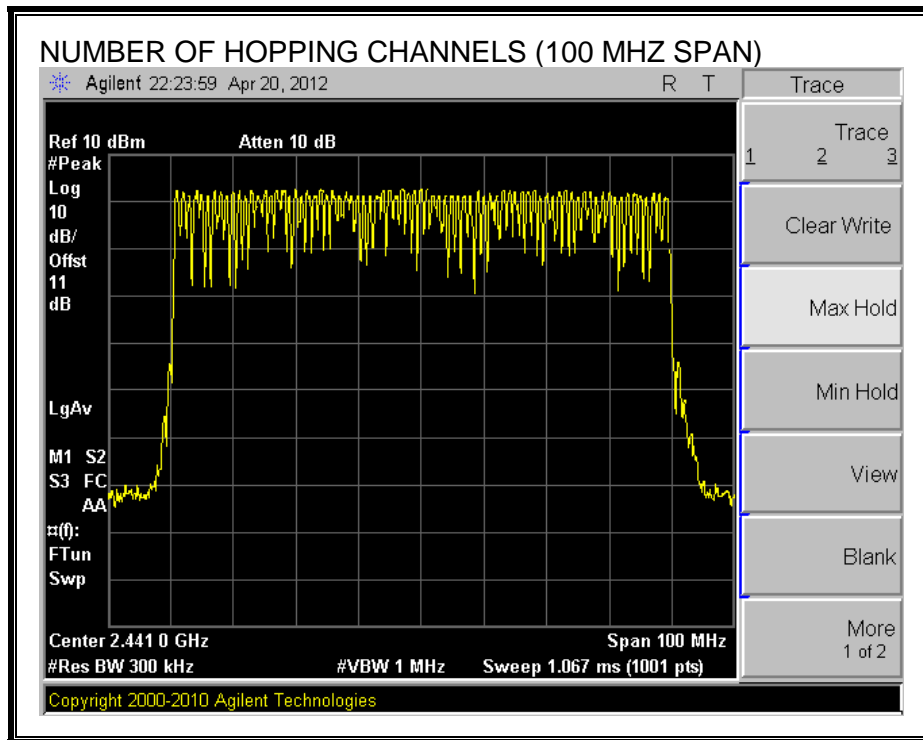 NUMBER OF HOPPING CHANNELS (100 MHZ SPAN)
Agilent 22:23:59 Apr 20, 2012 R T
Trace
Ref 10 dBm Atten 10 dB
#Peak
Log
10
dB/
Offst
11
dB
LgAv
M1 S2
S3 FC
AA
¤(f):
FTun
Swp
Center 2.441 0 GHz Span 100 MHz
#Res BW 300 kHz #VBW 1 MHz Sweep 1.067 ms (1001 pts)
Copyright 2000-2010 Agilent Technologies
Trace
1 2 3
Clear Write
Max Hold
Min Hold
View
Blank
More
1 of 2